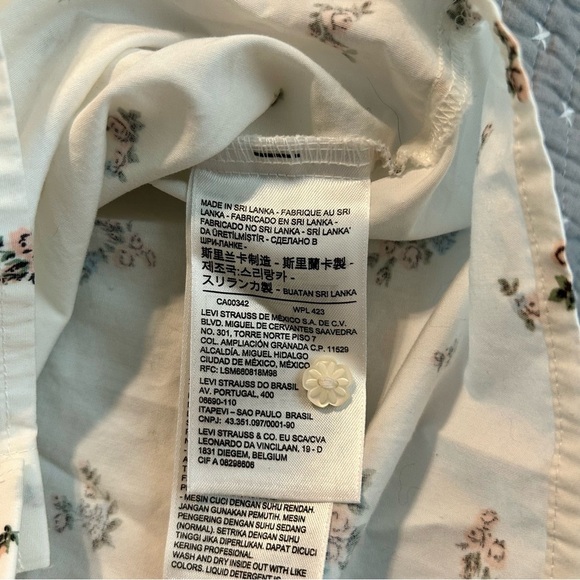 MADE IN SRI LANKA - FABRIQUE AU SRI
LANKA - FABRICADO EN SRI LANKA -
FABRICADO NO SRI LANKA - SRİ LANKA'
DA ÜRETİLMİŞTİR - СДЕЛАНО В
ШРИ-ЛАНКЕ -
斯里兰卡制造 - 斯里蘭卡製 -
제조국:스리랑카 -
スリランカ製 - BUATAN SRI LANKA
CA00342 WPL 423
LEVI STRAUSS DE MÉXICO S.A. DE C.V.
BLVD. MIGUEL DE CERVANTES SAAVEDRA
NO. 301, TORRE NORTE PISO 7
COL. AMPLIACIÓN GRANADA C.P. 11529
ALCALDÍA. MIGUEL HIDALGO
CIUDAD DE MÉXICO, MÉXICO
RFC: LSM860818M98
LEVI STRAUSS DO BRASIL
AV. PORTUGAL, 400
06690-110
ITAPEVI – SAO PAULO BRASIL
CNPJ: 43.351.097/0001-90
LEVI STRAUSS & CO. EU SCA/CVA
LEONARDO DA VINCILAAN, 19 - D
1831 DIEGEM, BELGIUM
CIF A 08298606
- MESIN CUCI DENGAN SUHU RENDAH.
JANGAN GUNAKAN PEMUTIH. MESIN
PENGERING DENGAN SUHU SEDANG
(NORMAL). SETRIKA DENGAN SUHU
TINGGI JIKA DIPERLUKAN. DAPAT DICUCI
KERING PROFESIONAL.
WASH AND DRY INSIDE OUT WITH LIKE
COLORS. LIQUID DETERGENT IS